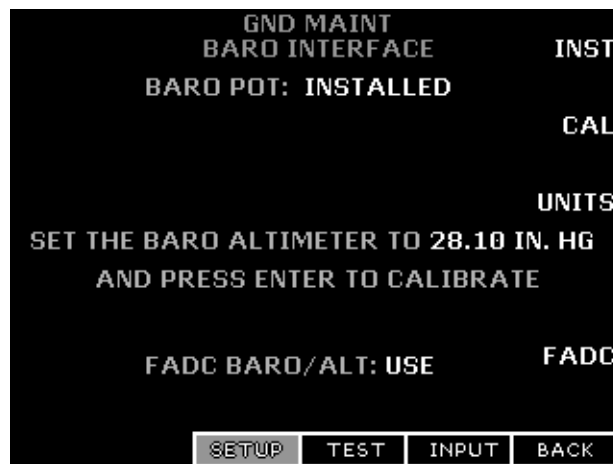 GND MAINT
BARO INTERFACE
INST
BARO POT: INSTALLED
CAL
UNITS
SET THE BARO ALTIMETER TO 28.10 IN. HG
AND PRESS ENTER TO CALIBRATE
FADC BARO/ALT: USE
FADC
SETUP TEST INPUT BACK